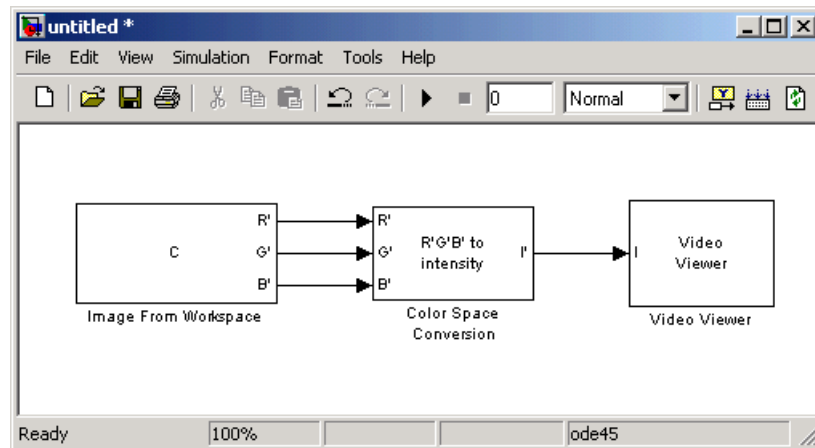 untitled *
File Edit View Simulation Format Tools Help
0 Normal
R' R'
C G' G' R'G'B' to intensity I' I Video Viewer
B' B'
Image From Workspace
Color Space Conversion
Video Viewer
Ready 100% ode45